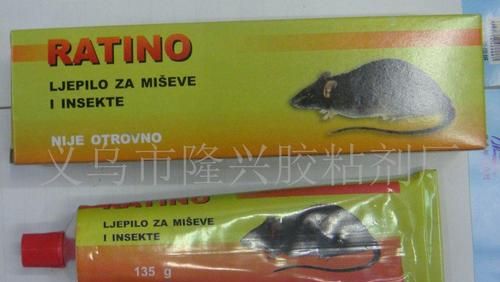 RATINO
LJEPILO ZA MIŠEVE
I INSEKTE
NIJE OTROVNO
义乌市隆兴胶粘剂厂
RATINO
LJEPILO ZA MIŠEVE
I INSEKTE
135 g